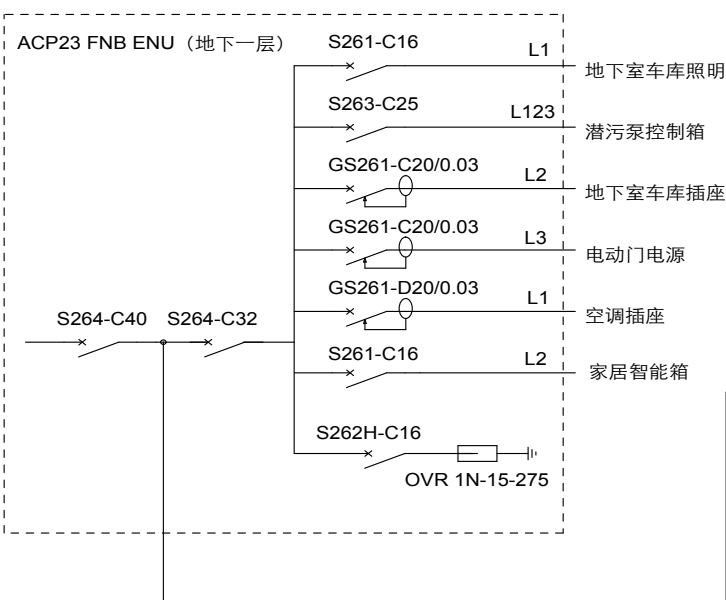 ACP23 FNB ENU（地下一层）
S261-C16
L1
地下室车库照明
S263-C25
L123
潜污泵控制箱
GS261-C20/0.03
L2
地下室车库插座
GS261-C20/0.03
L3
电动门电源
GS261-D20/0.03
L1
空调插座
S264-C40
S264-C32
S261-C16
L2
家居智能箱
S262H-C16
OVR 1N-15-275